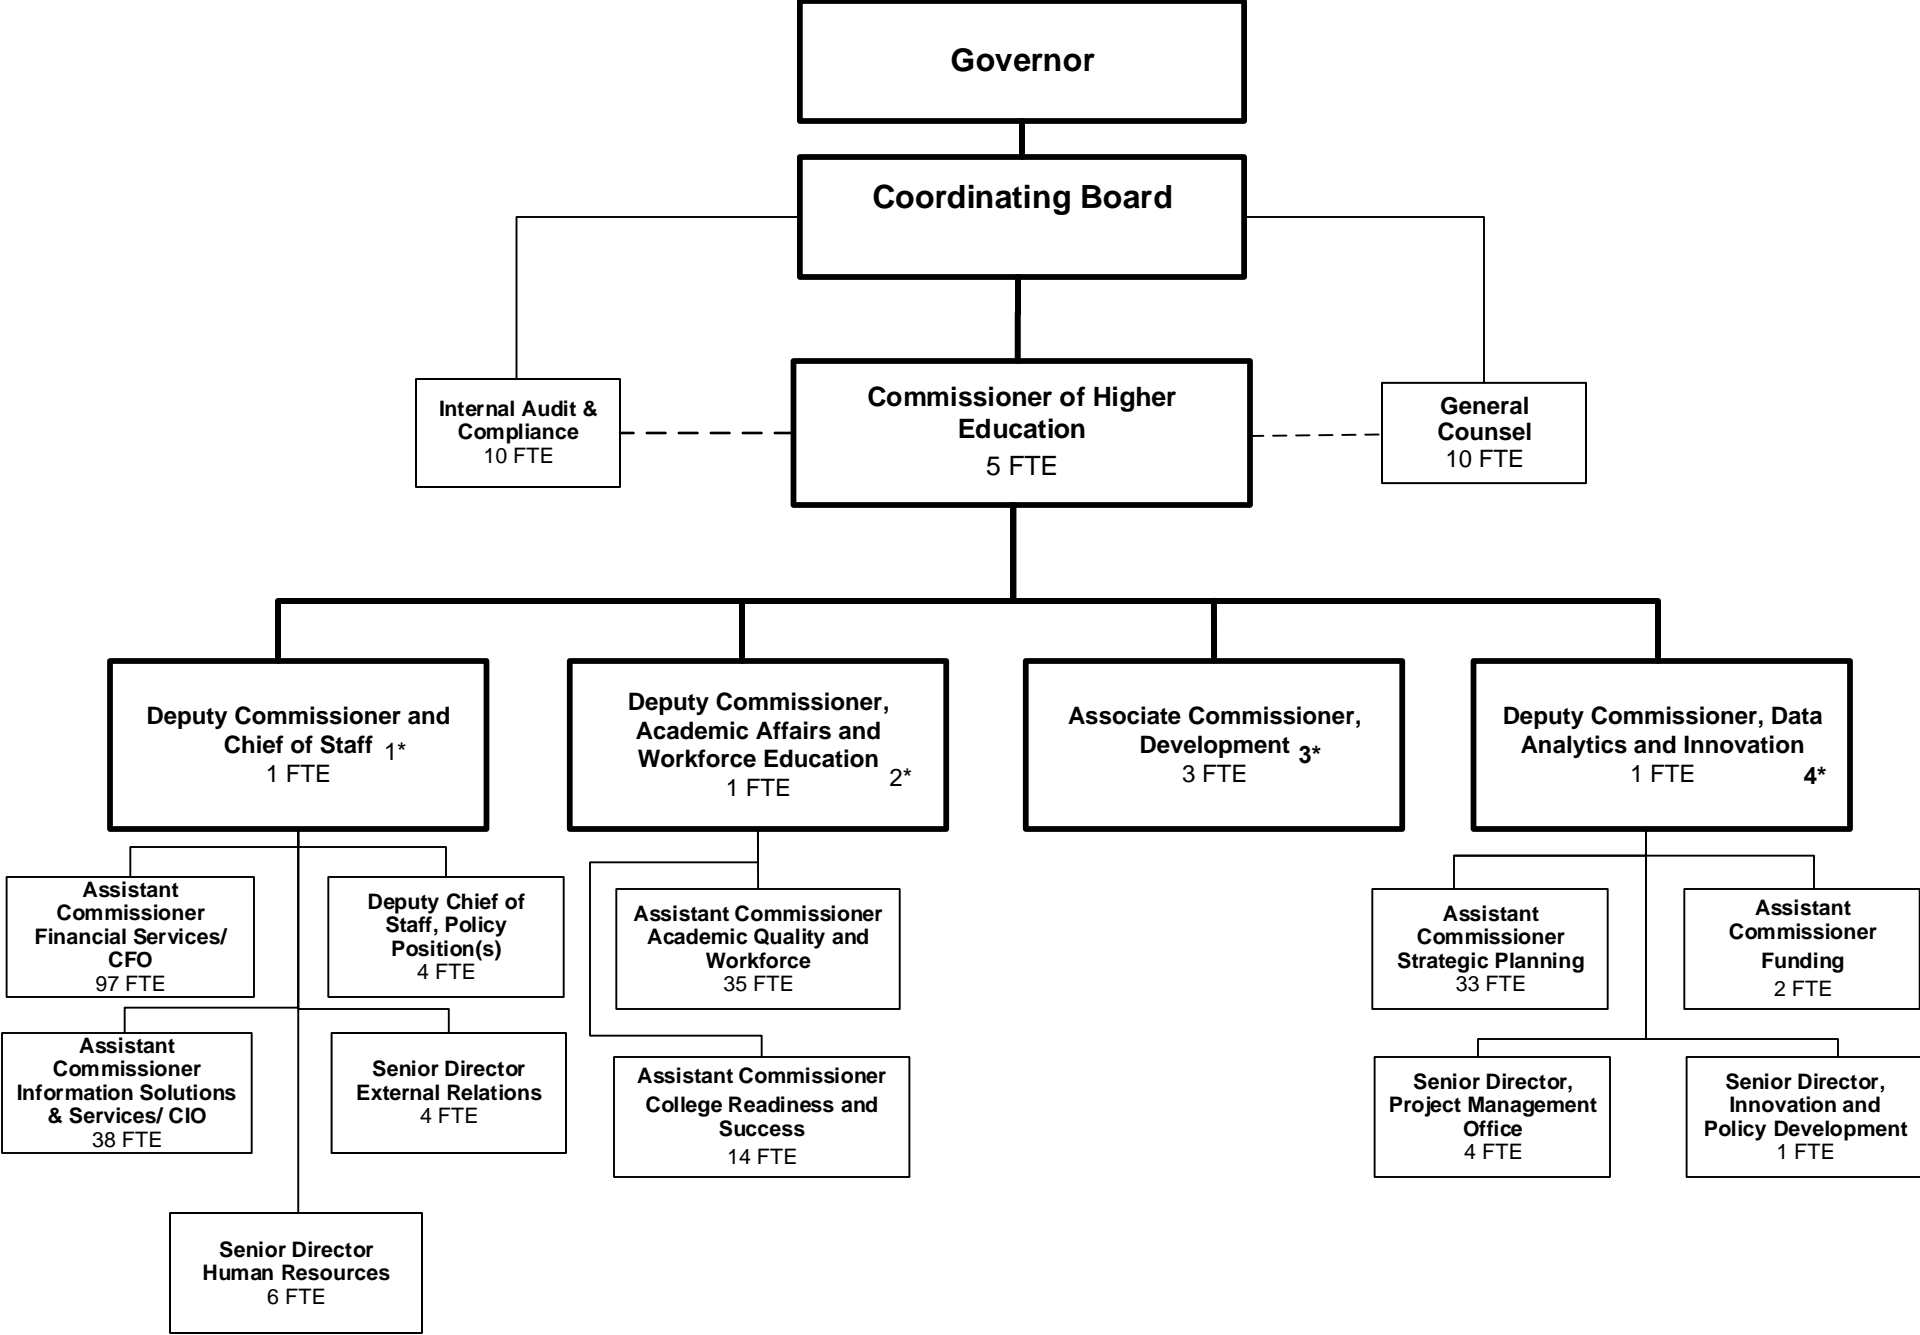 Governor
Coordinating Board
Internal Audit &
Compliance
10 FTE
Commissioner of Higher
Education
5 FTE
General
Counsel
10 FTE
Deputy Commissioner and
Chief of Staff 1*
1 FTE
Deputy Commissioner,
Academic Affairs and
Workforce Education
1 FTE 2*
Associate Commissioner,
Development 3*
3 FTE
Deputy Commissioner, Data
Analytics and Innovation
1 FTE 4*
Assistant
Commissioner
Financial Services/
CFO
97 FTE
Deputy Chief of
Staff, Policy
Position(s)
4 FTE
Assistant Commissioner
Academic Quality and
Workforce
35 FTE
Assistant
Commissioner
Strategic Planning
33 FTE
Assistant
Commissioner
Funding
2 FTE
Assistant
Commissioner
Information Solutions
& Services/ CIO
38 FTE
Senior Director
External Relations
4 FTE
Assistant Commissioner
College Readiness and
Success
14 FTE
Senior Director,
Project Management
Office
4 FTE
Senior Director,
Innovation and
Policy Development
1 FTE
Senior Director
Human Resources
6 FTE